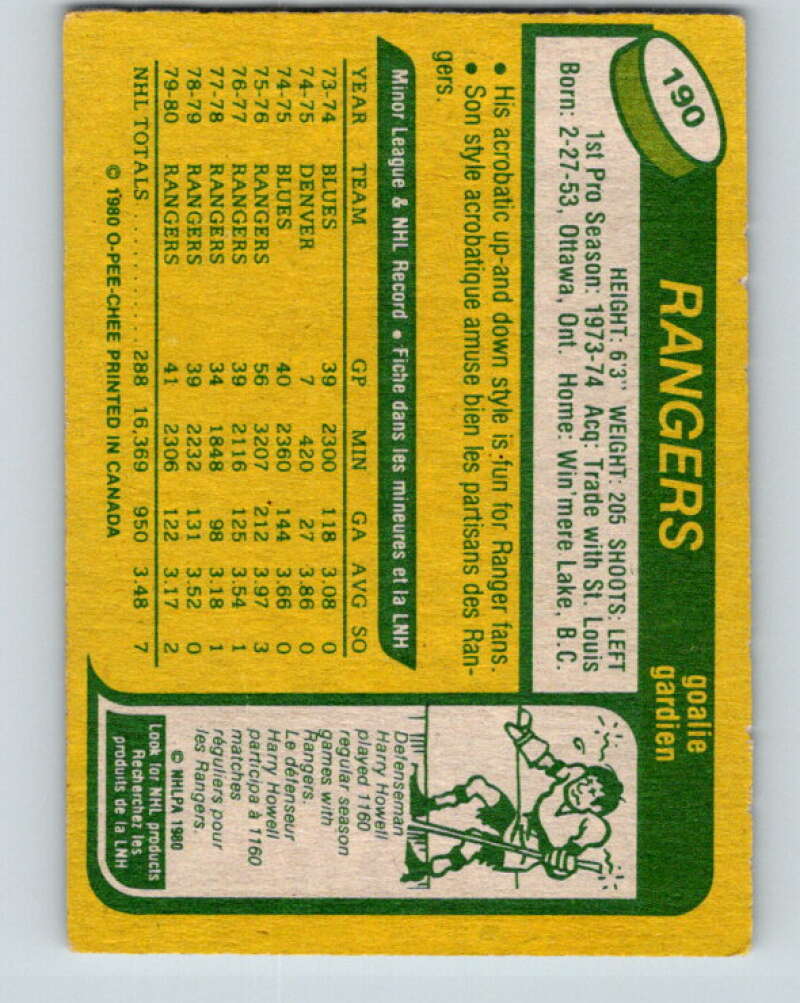 190
RANGERS
goalie
gardien
HEIGHT: 6'3" WEIGHT: 205 SHOOTS: LEFT
1st Pro Season: 1973-74 Acq: Trade with St. Louis
Born: 2-27-53, Ottawa, Ont. Home: Win'mere Lake, B.C.
• His acrobatic up-and down style is fun for Ranger fans.
• Son style acrobatique amuse bien les partisans des Ran-
gers.
Minor League & NHL Record • Fiche dans les mineures et la LNH
YEAR TEAM GP MIN GA AVG SO
73-74 BLUES 39 2300 118 3.08 0
74-75 DENVER 7 420 27 3.86 0
74-75 BLUES 40 2360 144 3.66 0
75-76 RANGERS 56 3207 212 3.97 3
76-77 RANGERS 39 2116 125 3.54 1
77-78 RANGERS 34 1848 98 3.18 1
78-79 RANGERS 39 2232 131 3.52 0
79-80 RANGERS 41 2306 122 3.17 2
NHL TOTALS .......... 288 16,369 950 3.48 7
© 1980 O-PEE-CHEE PRINTED IN CANADA
Defenseman
Harry Howell
played 1160
regular season
games with
Rangers.
Le défenseur
Harry Howell
participa à 1160
matches
réguliers pour
les Rangers.
© NHLPA 1980
Look for NHL products
Recherchez les
produits de la LNH